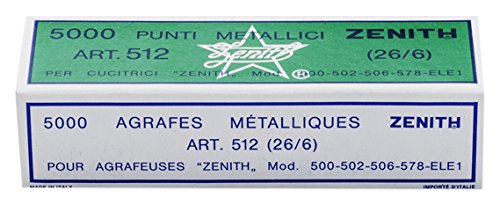 5000 PUNTI METALLICI ZENITH
ART. 512 Zenith (26/6)
PER CUCITRICI "ZENITH" Mod. 500-502-506-578-ELE1
5000 AGRAFES MÉTALLIQUES ZENITH
ART. 512 (26/6)
POUR AGRAFEUSES "ZENITH" Mod. 500-502-506-578-ELE1
MADE IN ITALY IMPORTÉ D'ITALIE